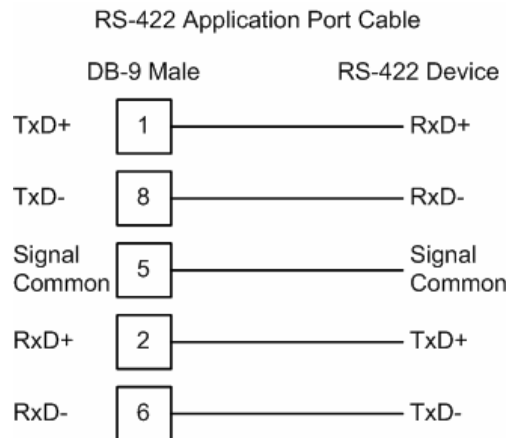 RS-422 Application Port Cable
DB-9 Male RS-422 Device
TxD+ 1 RxD+
TxD- 8 RxD-
Signal Common 5 Signal Common
RxD+ 2 TxD+
RxD- 6 TxD-